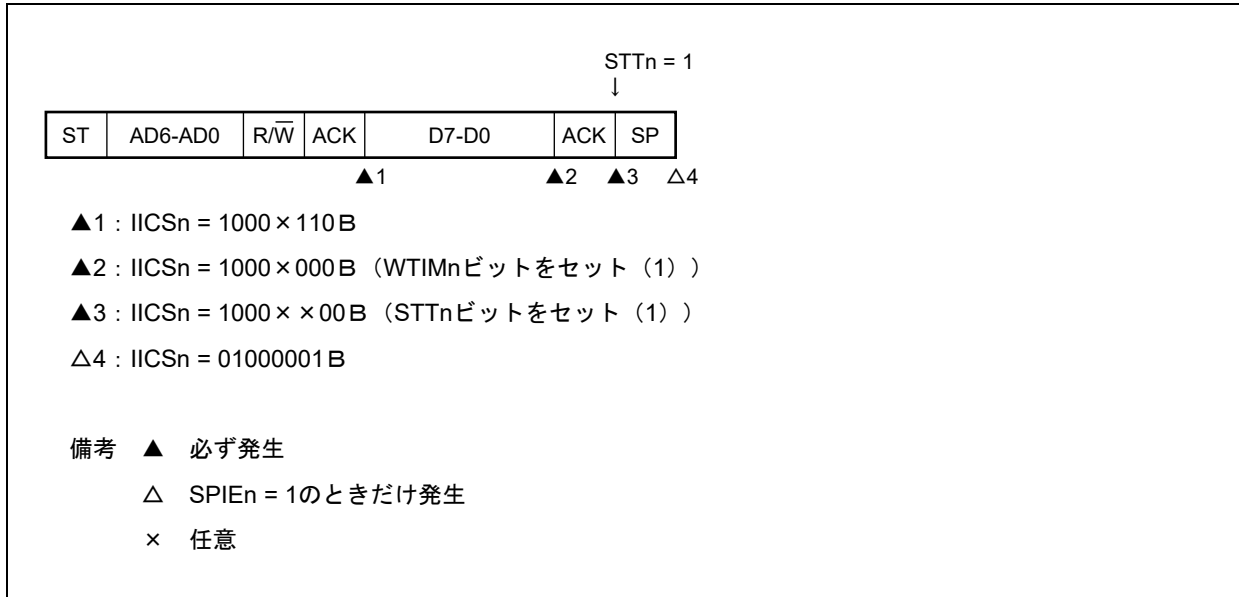 STTn = 1
↓
ST AD6-AD0 R/W̅ ACK D7-D0 ACK SP
▲1 ▲2 ▲3 △4
▲1：IICSn = 1000×110B
▲2：IICSn = 1000×000B（WTIMnビットをセット（1））
▲3：IICSn = 1000××00B（STTnビットをセット（1））
△4：IICSn = 01000001B
備考 ▲ 必ず発生
△ SPIEn = 1のときだけ発生
× 任意